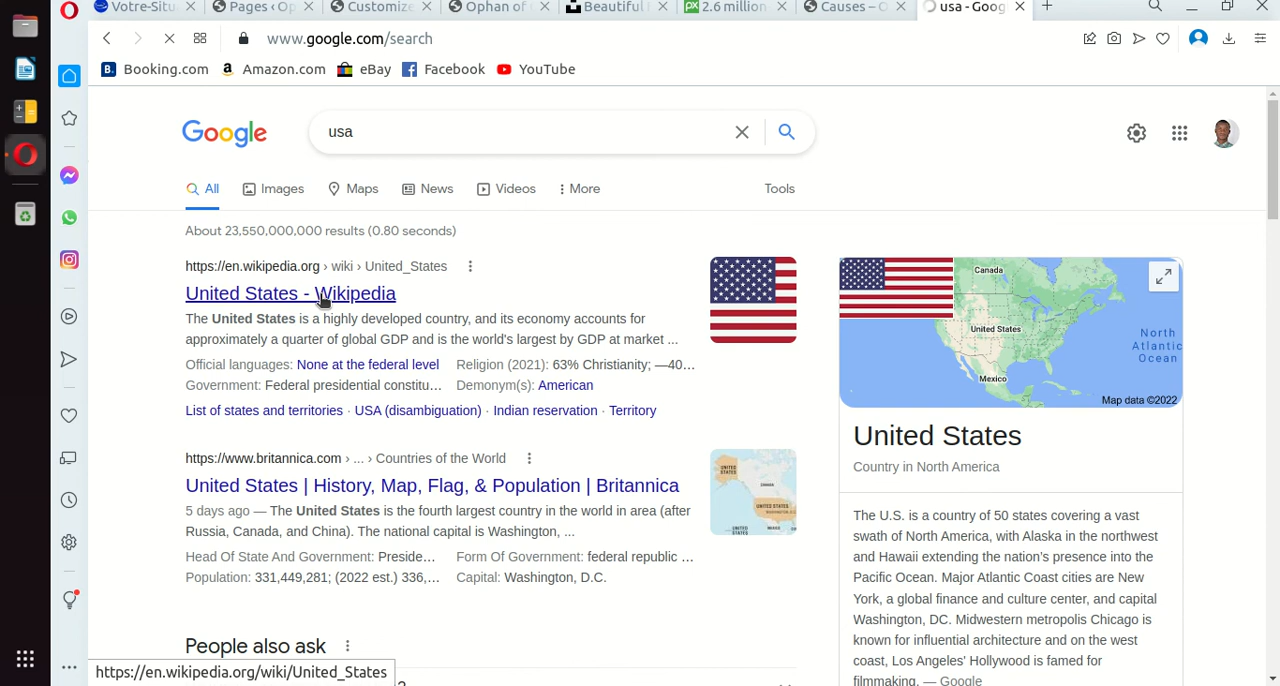 Votre-Situ
Pages ‹ Op
Customize
Ophan of
Beautiful
2.6 million
Causes – O
usa - Goog
www.google.com/search
Booking.com
Amazon.com
eBay
Facebook
YouTube
Google
usa
All
Images
Maps
News
Videos
More
Tools
About 23,550,000,000 results (0.80 seconds)
https://en.wikipedia.org › wiki › United_States
United States - Wikipedia
The United States is a highly developed country, and its economy accounts for
approximately a quarter of global GDP and is the world's largest by GDP at market ...
Official languages: None at the federal level
Religion (2021): 63% Christianity; —40...
Government: Federal presidential constitu...
Demonym(s): American
List of states and territories · USA (disambiguation) · Indian reservation · Territory
https://www.britannica.com › ... › Countries of the World
United States | History, Map, Flag, & Population | Britannica
5 days ago — The United States is the fourth largest country in the world in area (after
Russia, Canada, and China). The national capital is Washington, ...
Head Of State And Government: Preside...
Form Of Government: federal republic ...
Population: 331,449,281; (2022 est.) 336,...
Capital: Washington, D.C.
People also ask
https://en.wikipedia.org/wiki/United_States
Canada
United States
Mexico
North
Atlantic
Ocean
Map data ©2022
United States
Country in North America
The U.S. is a country of 50 states covering a vast
swath of North America, with Alaska in the northwest
and Hawaii extending the nation's presence into the
Pacific Ocean. Major Atlantic Coast cities are New
York, a global finance and culture center, and capital
Washington, DC. Midwestern metropolis Chicago is
known for influential architecture and on the west
coast, Los Angeles' Hollywood is famed for
filmmaking. — Google